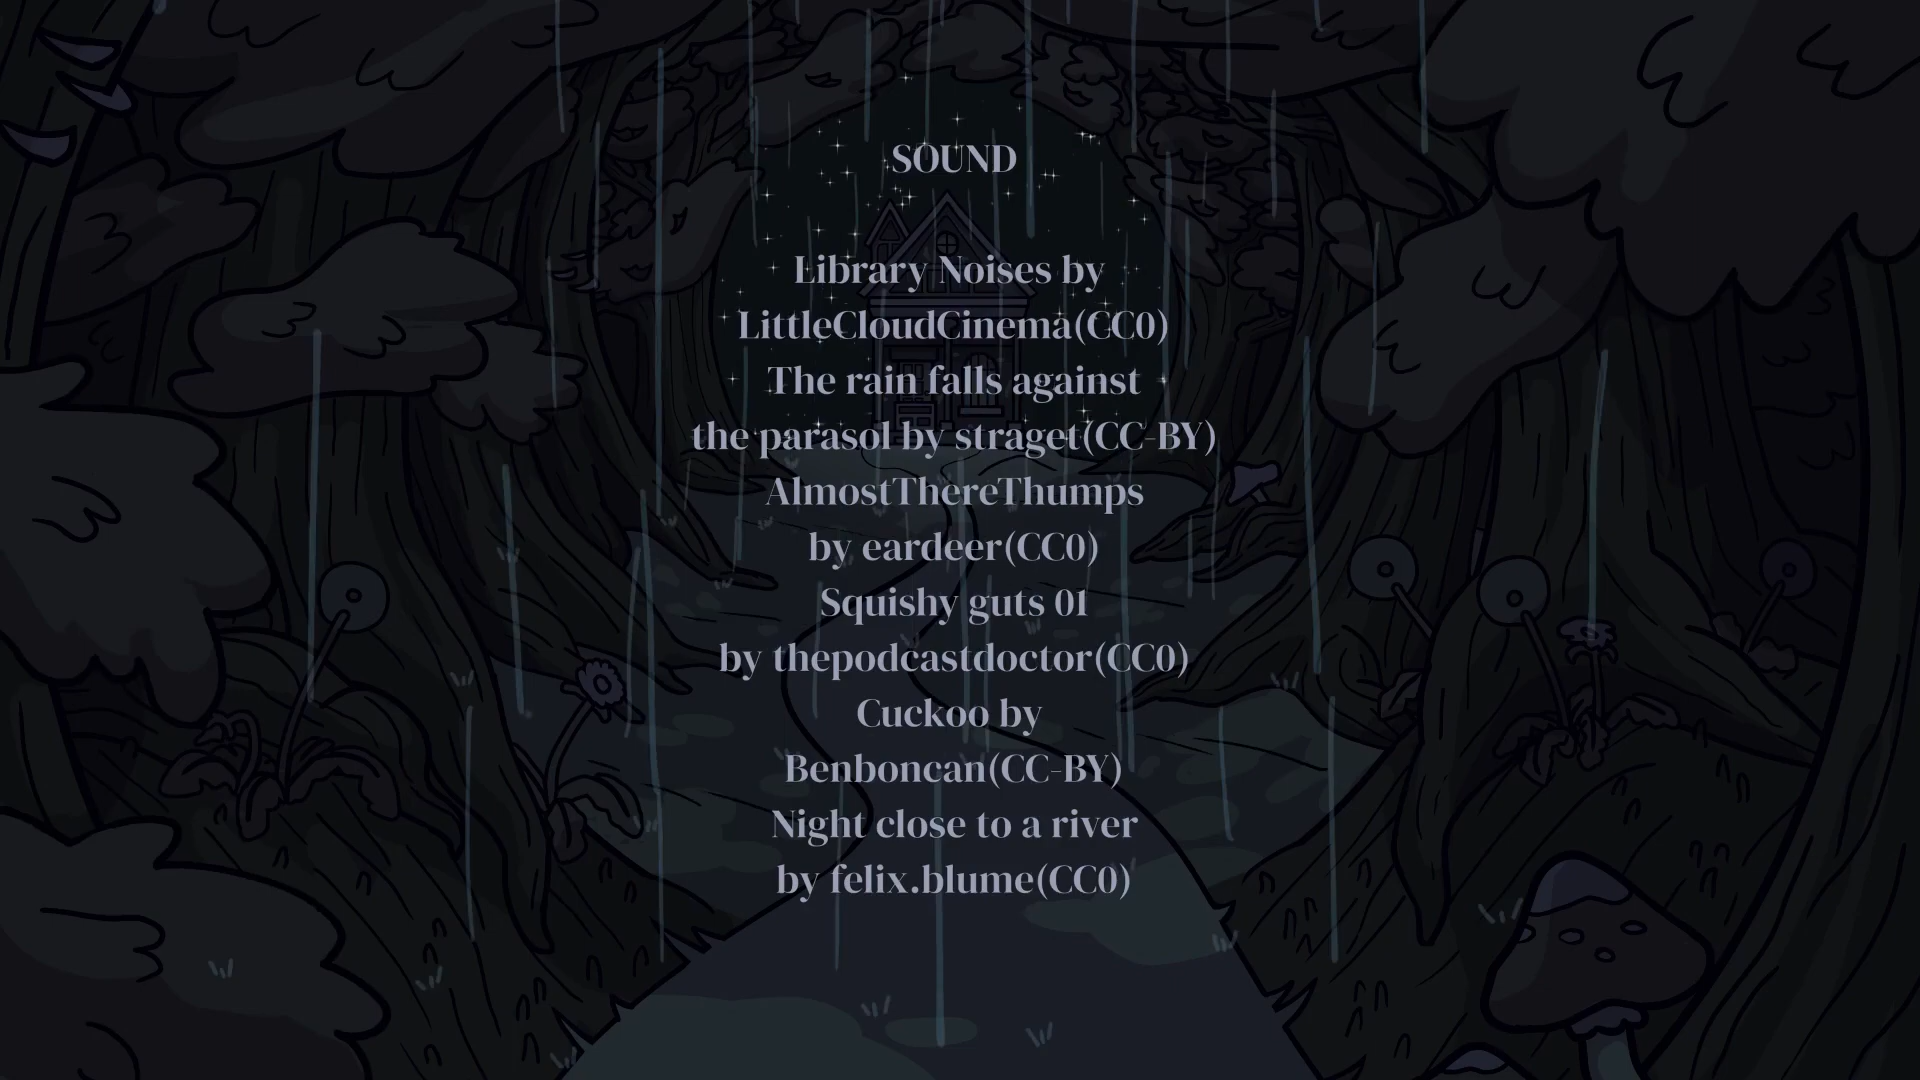 SOUND
Library Noises by
LittleCloudCinema(CC0)
The rain falls against
the parasol by straget(CC-BY)
AlmostThereThumps
by eardeer(CC0)
Squishy guts 01
by thepodcastdoctor(CC0)
Cuckoo by
Benboncan(CC-BY)
Night close to a river
by felix.blume(CC0)